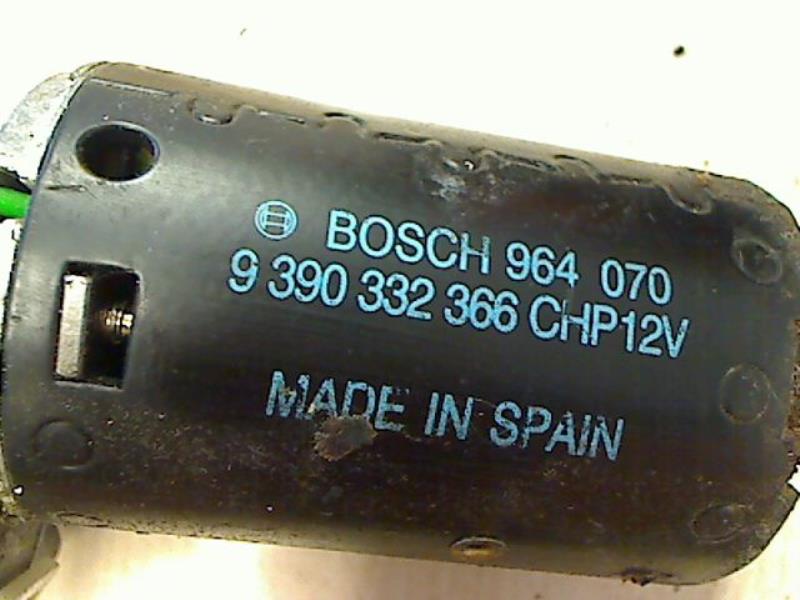 BOSCH 964 070
9 390 332 366 CHP12V
MADE IN SPAIN